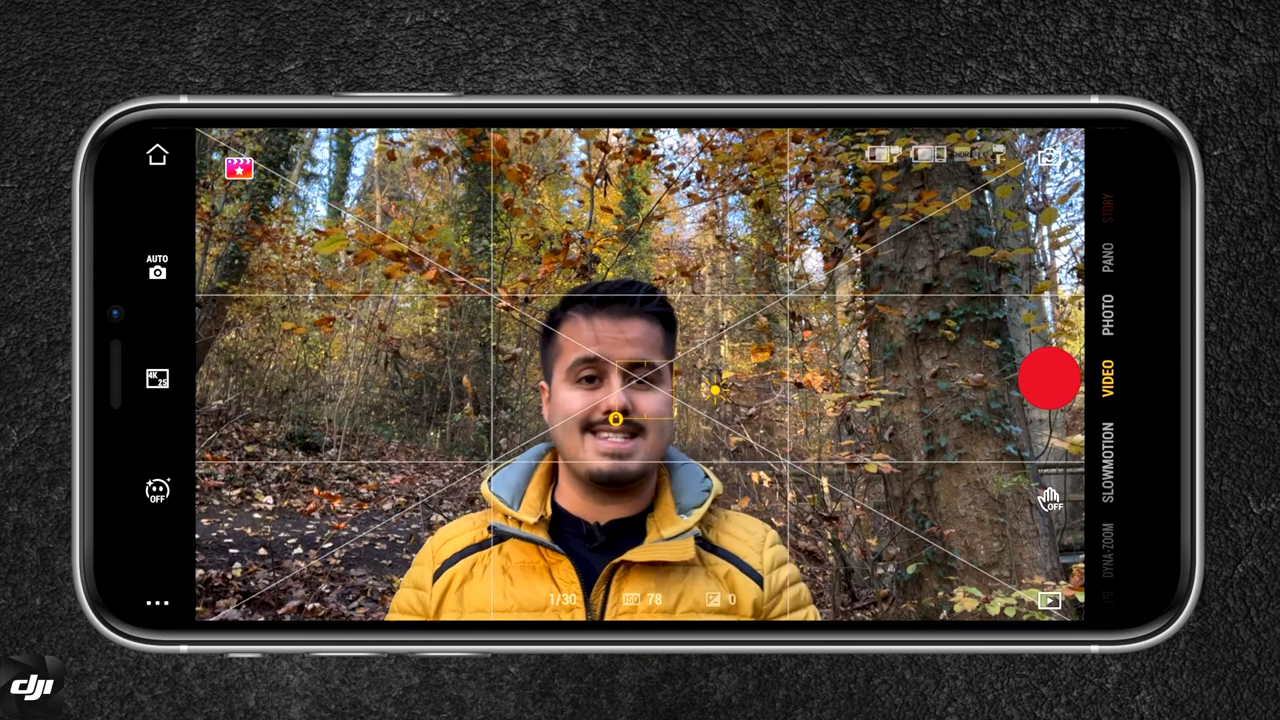 AUTO
4K
25
OFF
1/30
ISO 78
0
OFF
STORY
PANO
PHOTO
VIDEO
SLOWMOTION
DYNA-ZOOM
dji